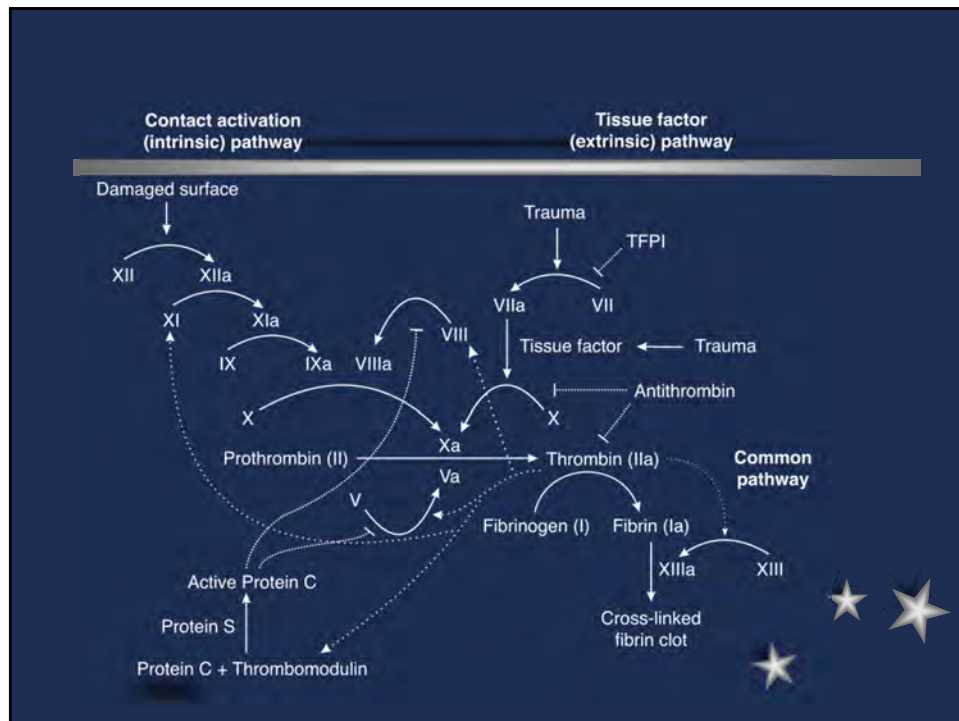 Contact activation
(intrinsic) pathway
Tissue factor
(extrinsic) pathway
Damaged surface
Trauma
TFPI
XII
XIIa
VIIa
VII
XI
XIa
VIII
Tissue factor
Trauma
IX
IXa
VIIIa
Antithrombin
X
X
Xa
Prothrombin (II)
Thrombin (IIa)
Common
pathway
Va
V
Fibrinogen (I)
Fibrin (Ia)
XIIIa
XIII
Active Protein C
Protein S
Cross-linked
fibrin clot
Protein C + Thrombomodulin